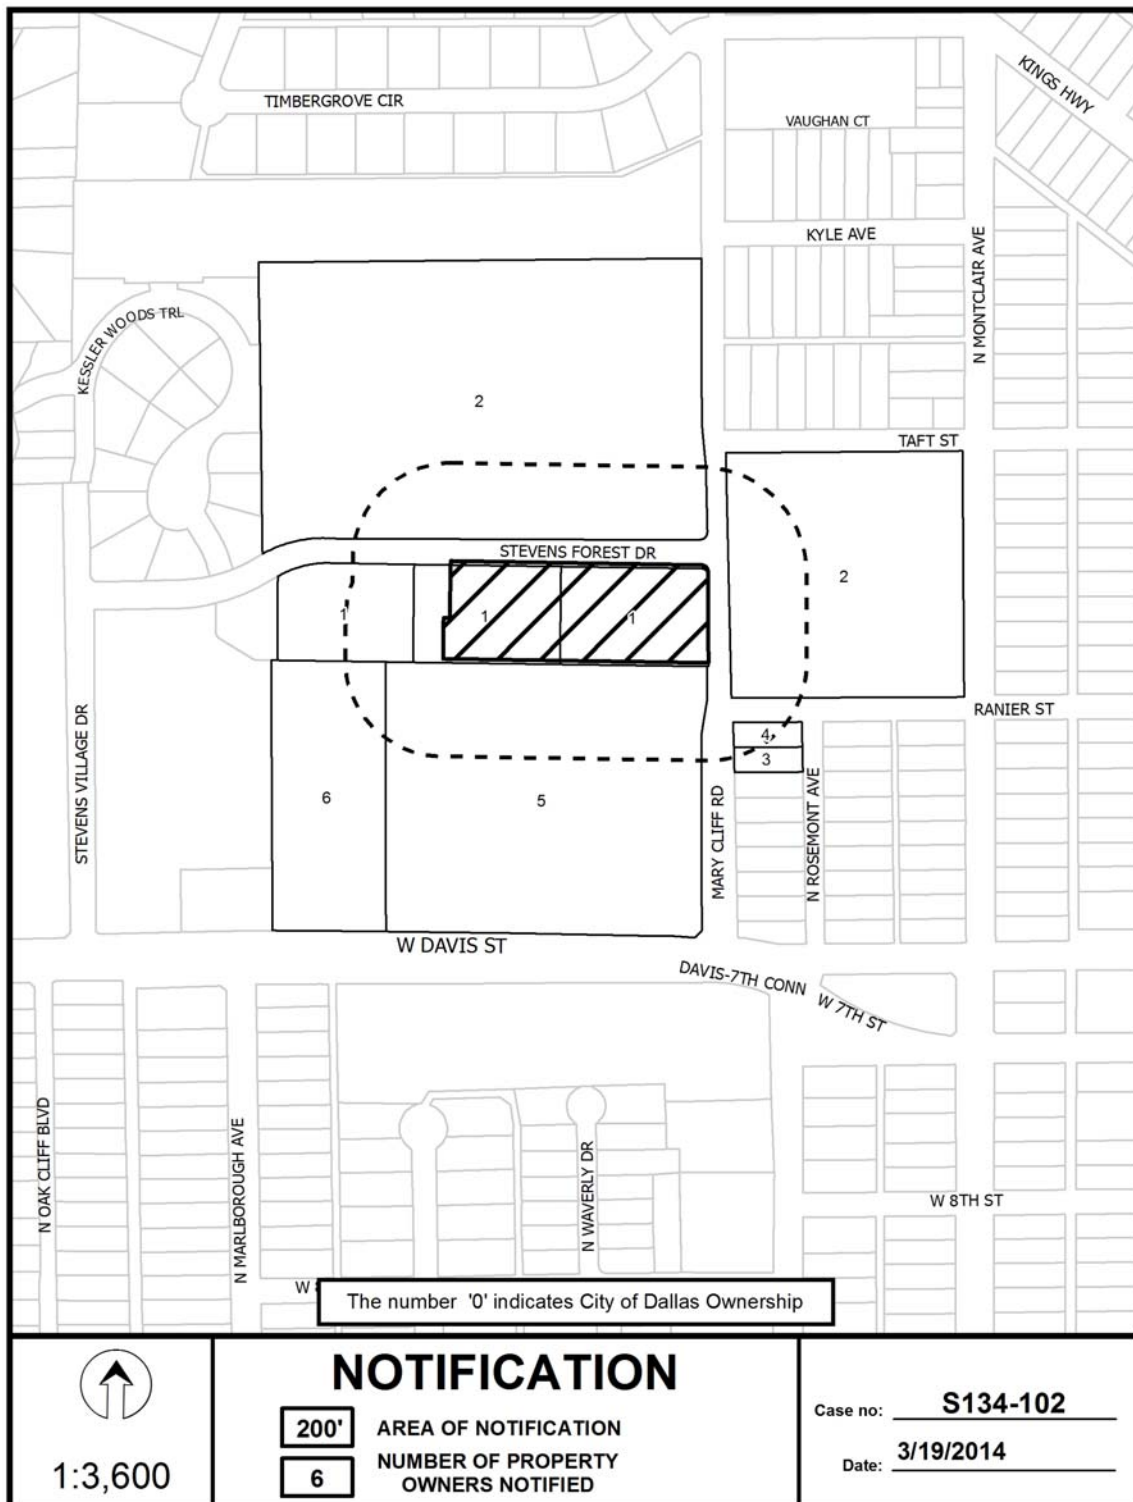 TIMBERGROVE CIR
KINGS HWY
VAUGHAN CT
KYLE AVE
N MONTCLAIR AVE
KESSLER WOODS TRL
2
TAFT ST
STEVENS FOREST DR
2
1
1
1
RANIER ST
STEVENS VILLAGE DR
4
3
6
5
MARY CLIFF RD
N ROSEMONT AVE
W DAVIS ST
DAVIS-7TH CONN
W 7TH ST
N OAK CLIFF BLVD
N MARLBOROUGH AVE
N WAVERLY DR
W 8TH ST
W
The number '0' indicates City of Dallas Ownership
1:3,600
NOTIFICATION
200' AREA OF NOTIFICATION
6 NUMBER OF PROPERTY
OWNERS NOTIFIED
Case no: S134-102
Date: 3/19/2014